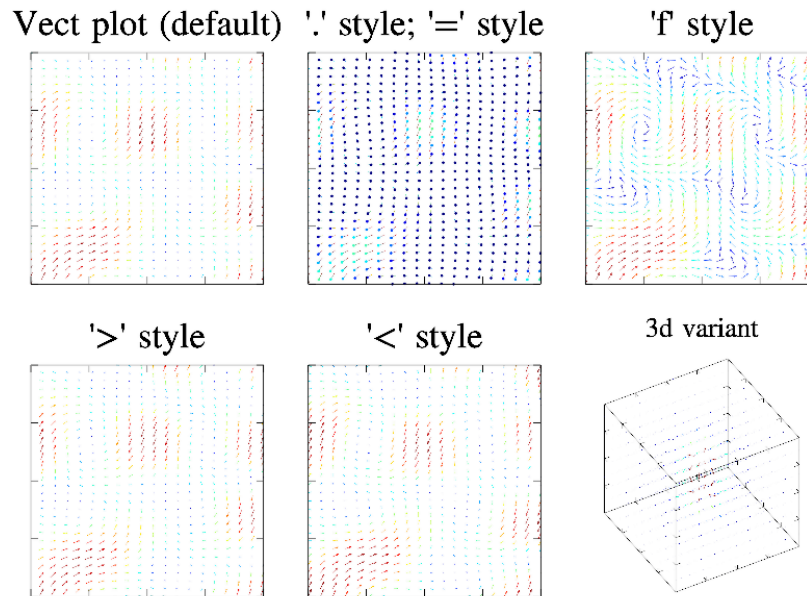 Vect plot (default)
'.' style; '=' style
'f' style
'>' style
'<' style
3d variant